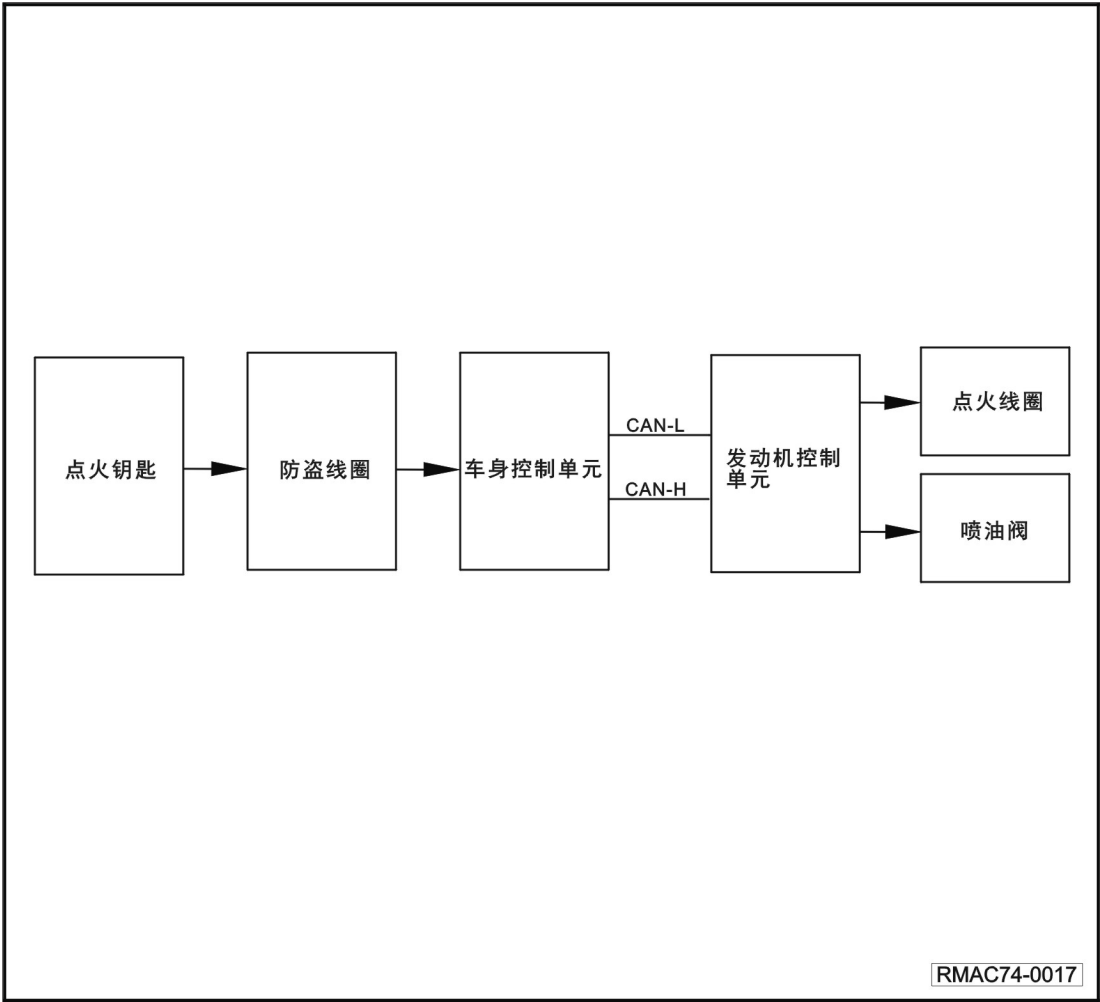 点火钥匙
防盗线圈
车身控制单元
CAN-L
CAN-H
发动机控制
单元
点火线圈
喷油阀
RMAC74-0017